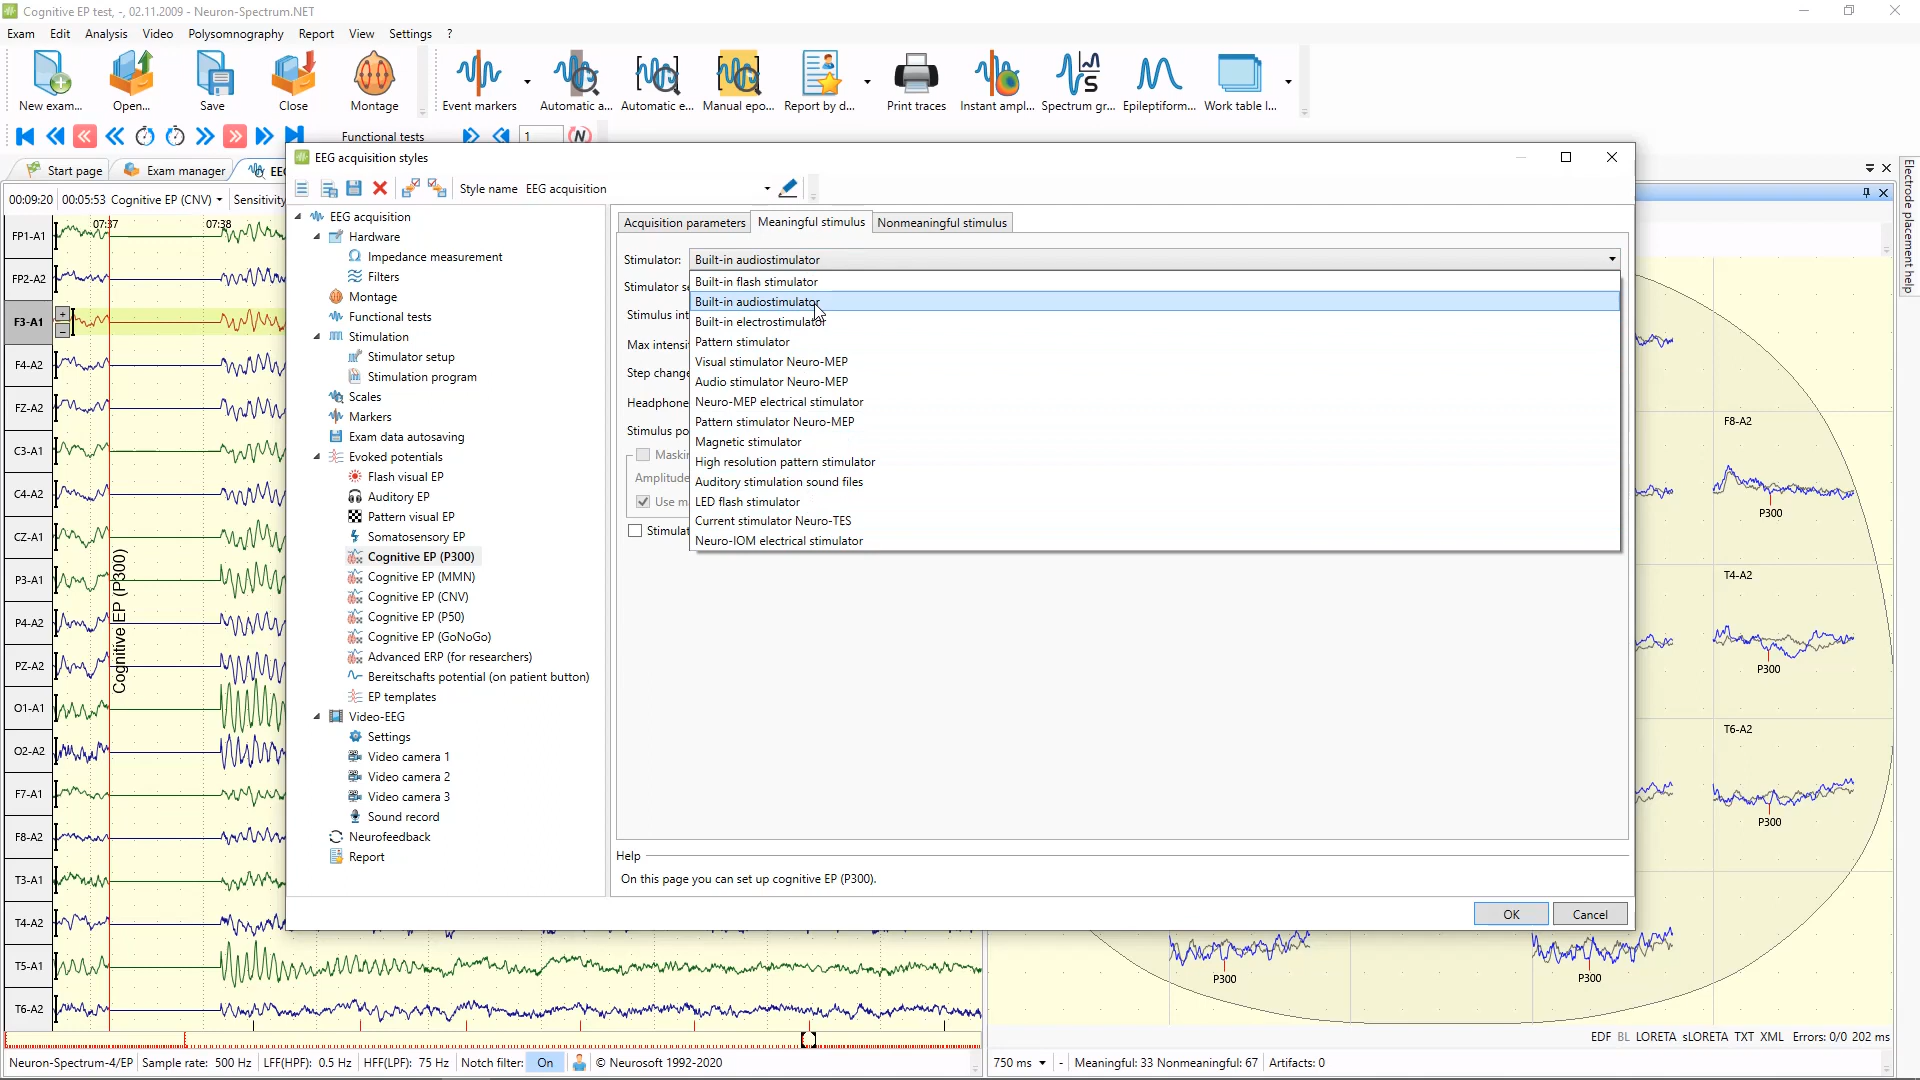 Cognitive EP test, -, 02.11.2009 - Neuron-Spectrum.NET
Exam Edit Analysis Video Polysomnography Report View Settings ?
New exam... Open... Save Close Montage Event markers Automatic a... Automatic e... Manual epo... Report by d... Print traces Instant ampl... Spectrum gr... Epileptiform... Work table l...
Functional tests 1 N
Start page Exam manager EE
00:09:20 00:05:53 Cognitive EP (CNV) Sensitivity
07:37 07:38
FP1-A1
FP2-A2
F3-A1
F4-A2
FZ-A2
C3-A1
C4-A2
CZ-A1
P3-A1
P4-A2
PZ-A2
O1-A1
O2-A2
F7-A1
F8-A2
T3-A1
T4-A2
T5-A1
T6-A2
Cognitive EP (P300)
EEG acquisition styles
Style name EEG acquisition
EEG acquisition
Hardware
Impedance measurement
Filters
Montage
Functional tests
Stimulation
Stimulator setup
Stimulation program
Scales
Markers
Exam data autosaving
Evoked potentials
Flash visual EP
Auditory EP
Pattern visual EP
Somatosensory EP
Cognitive EP (P300)
Cognitive EP (MMN)
Cognitive EP (CNV)
Cognitive EP (P50)
Cognitive EP (GoNoGo)
Advanced ERP (for researchers)
Bereitschafts potential (on patient button)
EP templates
Video-EEG
Settings
Video camera 1
Video camera 2
Video camera 3
Sound record
Neurofeedback
Report
Acquisition parameters Meaningful stimulus Nonmeaningful stimulus
Stimulator: Built-in audiostimulator
Stimulator se
Stimulus int
Max intensi
Step change
Headphone
Stimulus po
Maskin
Amplitude
Use m
Stimulat
Built-in flash stimulator
Built-in audiostimulator
Built-in electrostimulator
Pattern stimulator
Visual stimulator Neuro-MEP
Audio stimulator Neuro-MEP
Neuro-MEP electrical stimulator
Pattern stimulator Neuro-MEP
Magnetic stimulator
High resolution pattern stimulator
Auditory stimulation sound files
LED flash stimulator
Current stimulator Neuro-TES
Neuro-IOM electrical stimulator
Help
On this page you can set up cognitive EP (P300).
OK Cancel
Electrode placement help
F8-A2
P300
T4-A2
P300
T6-A2
P300
P300
P300
EDF BL LORETA sLORETA TXT XML Errors: 0/0 202 ms
Neuron-Spectrum-4/EP Sample rate: 500 Hz LFF(HPF): 0.5 Hz HFF(LPF): 75 Hz Notch filter: On © Neurosoft 1992-2020
750 ms - Meaningful: 33 Nonmeaningful: 67 Artifacts: 0